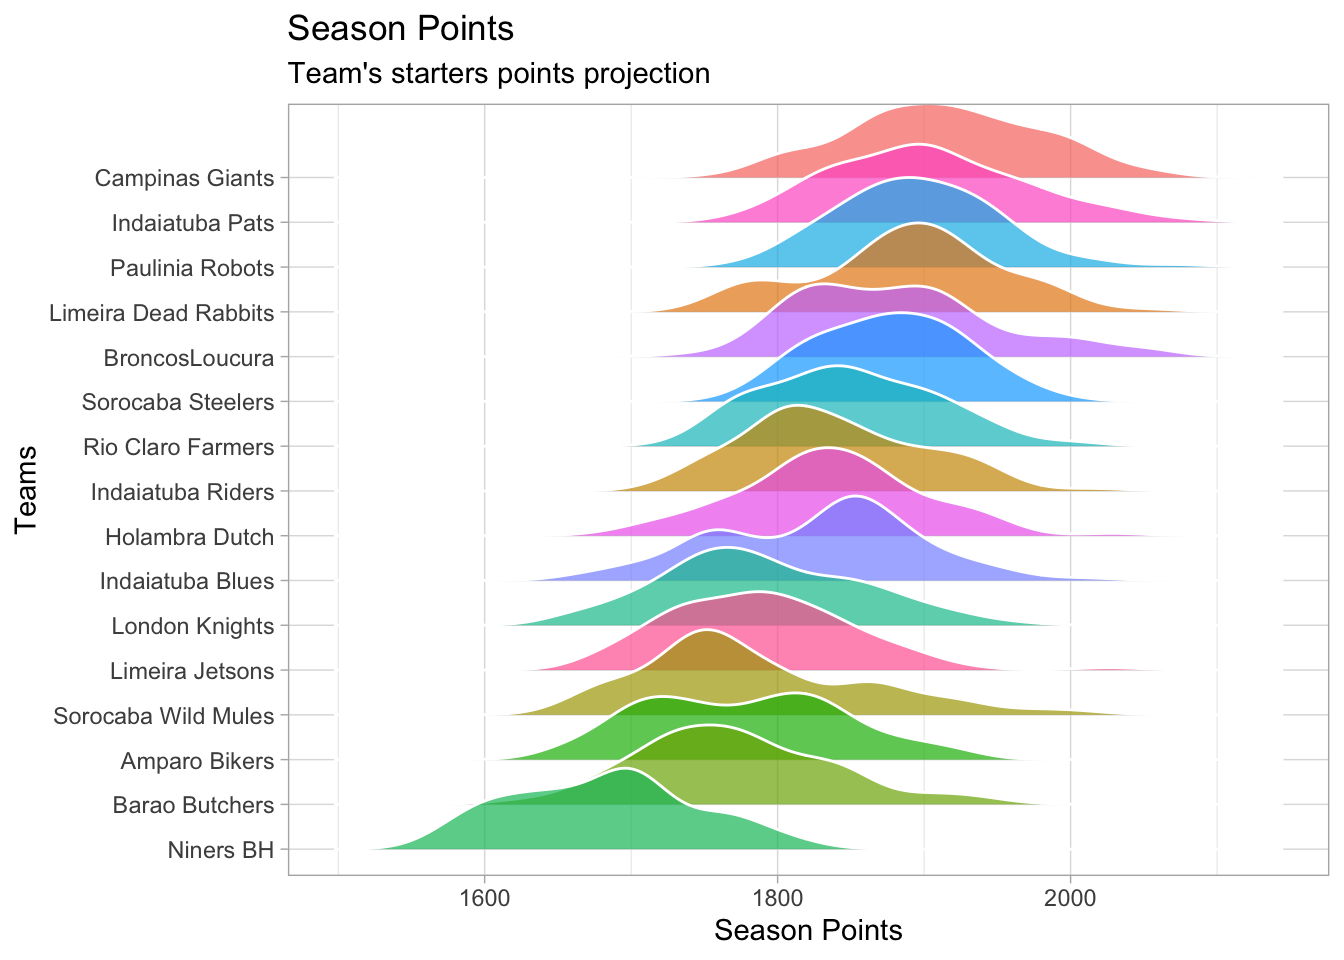 Season Points
Team's starters points projection
Teams
Campinas Giants
Indaiatuba Pats
Paulinia Robots
Limeira Dead Rabbits
BroncosLoucura
Sorocaba Steelers
Rio Claro Farmers
Indaiatuba Riders
Holambra Dutch
Indaiatuba Blues
London Knights
Limeira Jetsons
Sorocaba Wild Mules
Amparo Bikers
Barao Butchers
Niners BH
1600 1800 2000
Season Points